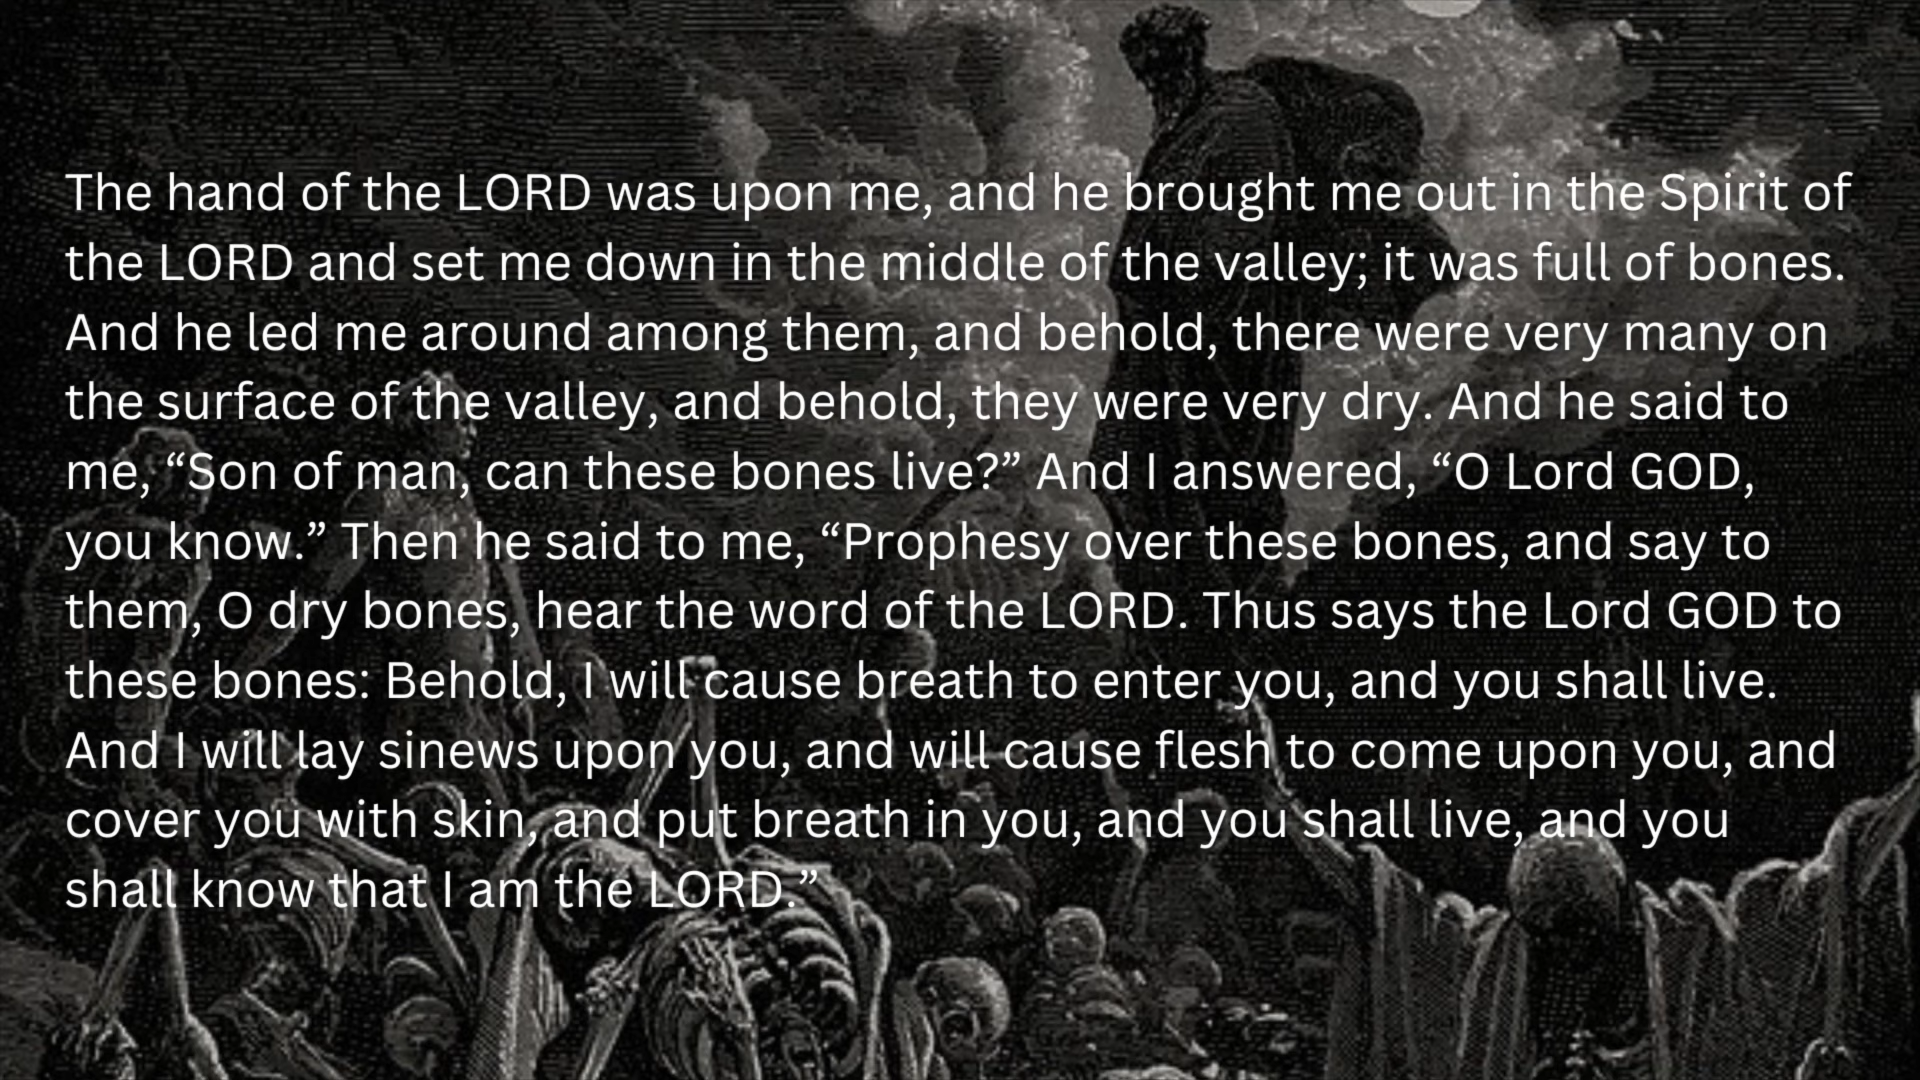 The hand of the LORD was upon me, and he brought me out in the Spirit of
the LORD and set me down in the middle of the valley; it was full of bones.
And he led me around among them, and behold, there were very many on
the surface of the valley, and behold, they were very dry. And he said to
me, “Son of man, can these bones live?” And I answered, “O Lord GOD,
you know.” Then he said to me, “Prophesy over these bones, and say to
them, O dry bones, hear the word of the LORD. Thus says the Lord GOD to
these bones: Behold, I will cause breath to enter you, and you shall live.
And I will lay sinews upon you, and will cause flesh to come upon you, and
cover you with skin, and put breath in you, and you shall live, and you
shall know that I am the LORD.”